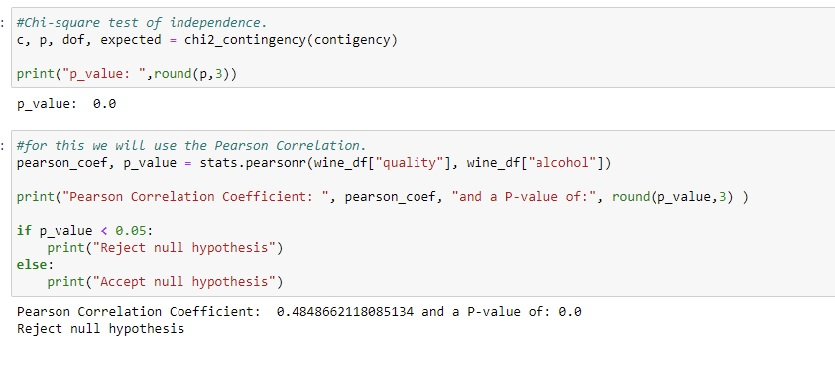 : #Chi-square test of independence.
c, p, dof, expected = chi2_contingency(contigency)
print("p_value: ",round(p,3))
p_value:  0.0
: #for this we will use the Pearson Correlation.
pearson_coef, p_value = stats.pearsonr(wine_df["quality"], wine_df["alcohol"])
print("Pearson Correlation Coefficient: ", pearson_coef, "and a P-value of:", round(p_value,3) )
if p_value < 0.05:
    print("Reject null hypothesis")
else:
    print("Accept null hypothesis")
Pearson Correlation Coefficient:  0.4848662118085134 and a P-value of: 0.0
Reject null hypothesis